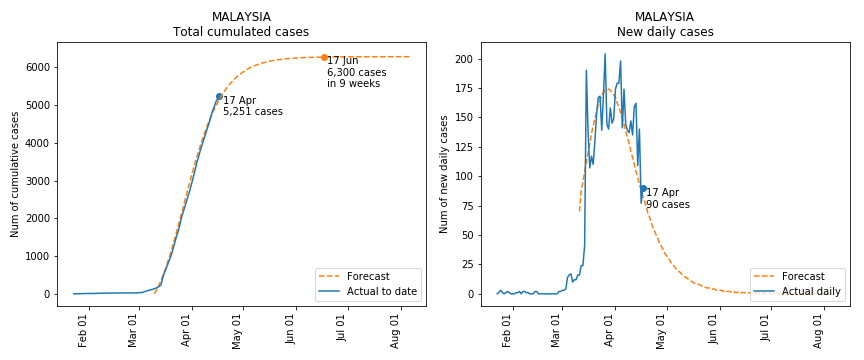 MALAYSIA
Total cumulated cases
Num of cumulative cases
6000
5000
4000
3000
2000
1000
0
17 Jun
6,300 cases
in 9 weeks
17 Apr
5,251 cases
Forecast
Actual to date
Feb 01
Mar 01
Apr 01
May 01
Jun 01
Jul 01
Aug 01
MALAYSIA
New daily cases
Num of new daily cases
200
175
150
125
100
75
50
25
0
17 Apr
90 cases
Forecast
Actual daily
Feb 01
Mar 01
Apr 01
May 01
Jun 01
Jul 01
Aug 01